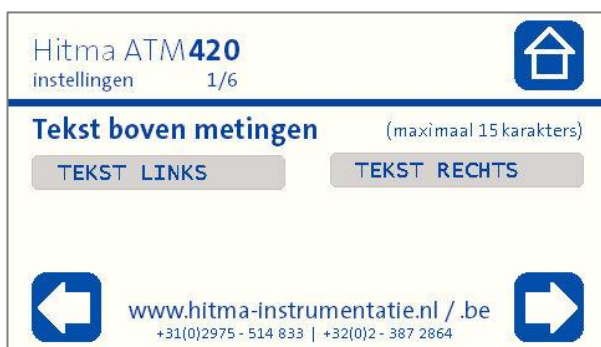 Hitma ATM420
instellingen 1/6
Tekst boven metingen (maximaal 15 karakters)
TEKST LINKS TEKST RECHTS
www.hitma-instrumentatie.nl / .be
+31(0)2975 - 514 833 | +32(0)2 - 387 2864